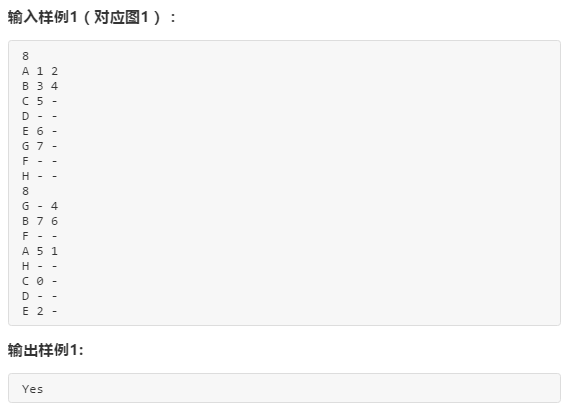 输入样例1（对应图1）：
8
A 1 2
B 3 4
C 5 -
D - -
E 6 -
G 7 -
F - -
H - -
8
G - 4
B 7 6
F - -
A 5 1
H - -
C 0 -
D - -
E 2 -
输出样例1:
Yes